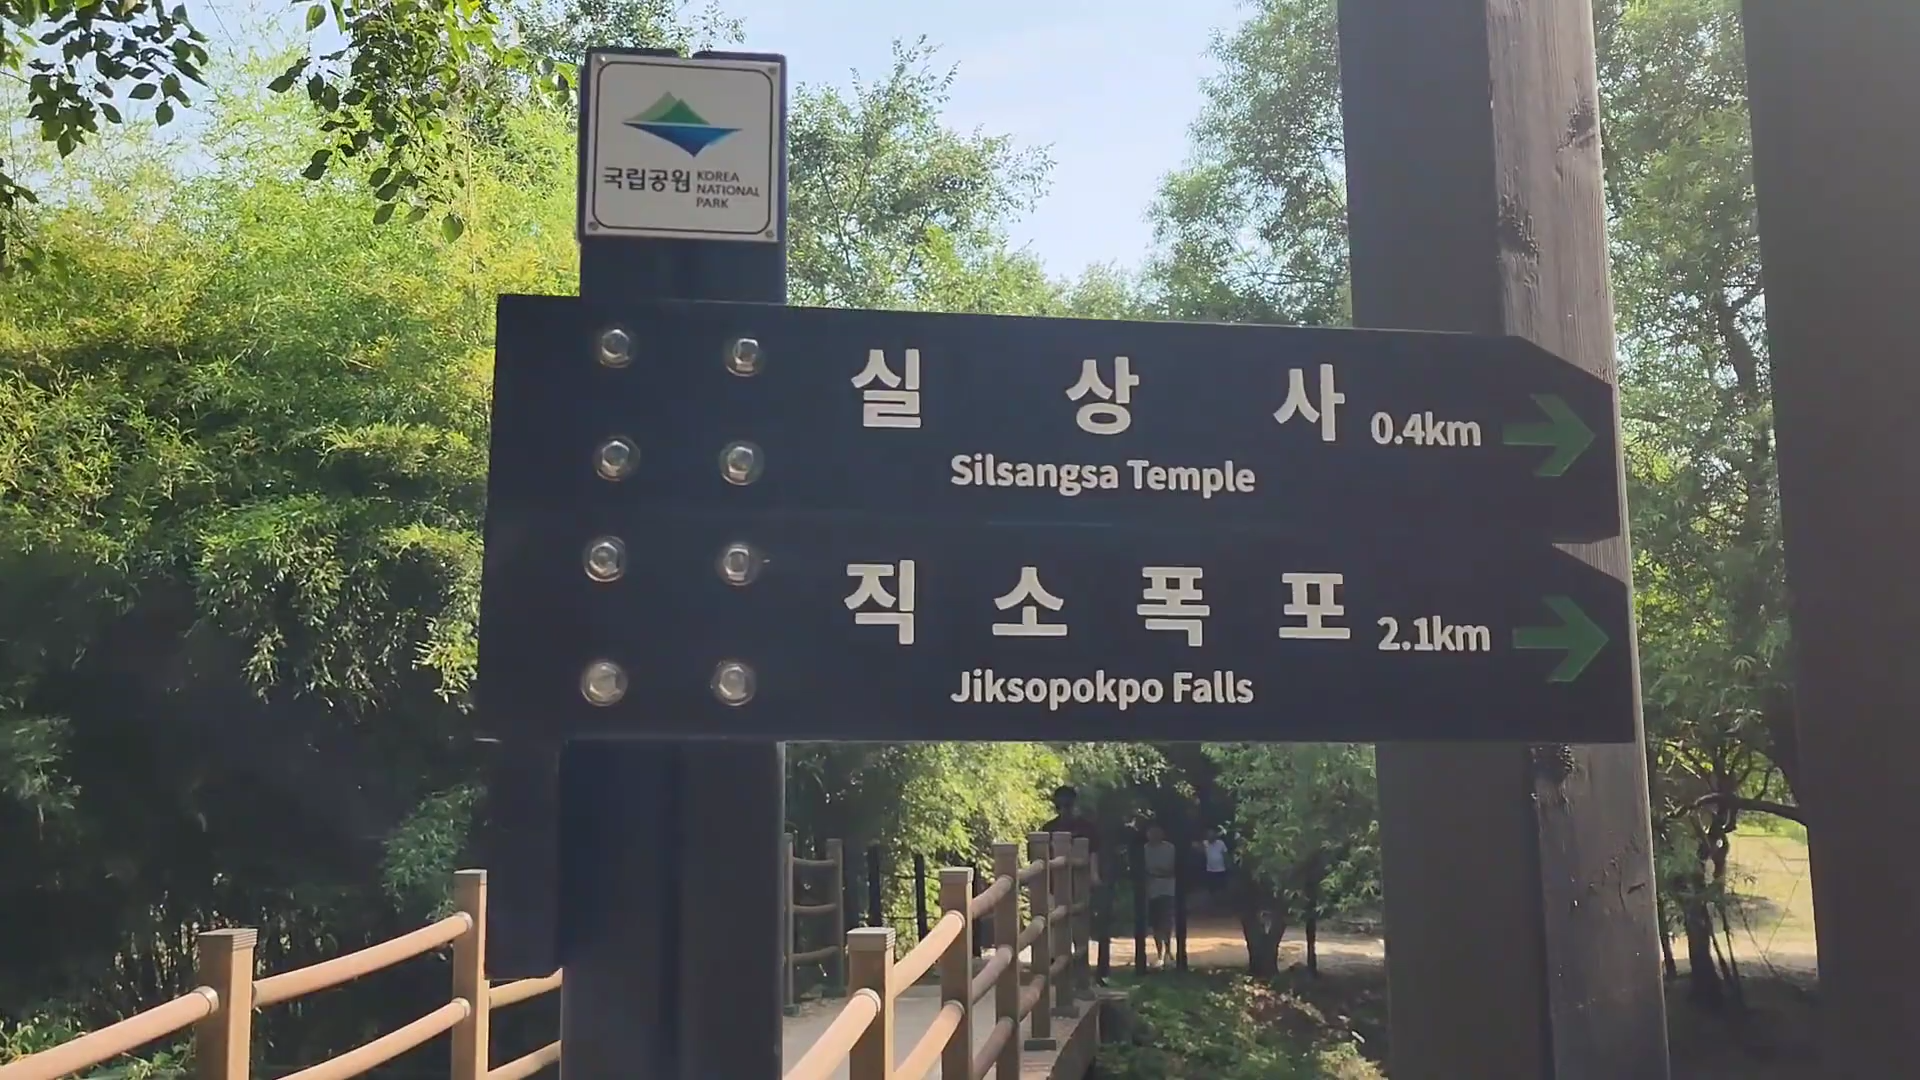 국립공원 KOREA
NATIONAL
PARK
실상사 0.4km
Silsangsa Temple
직소폭포 2.1km
Jiksopokpo Falls